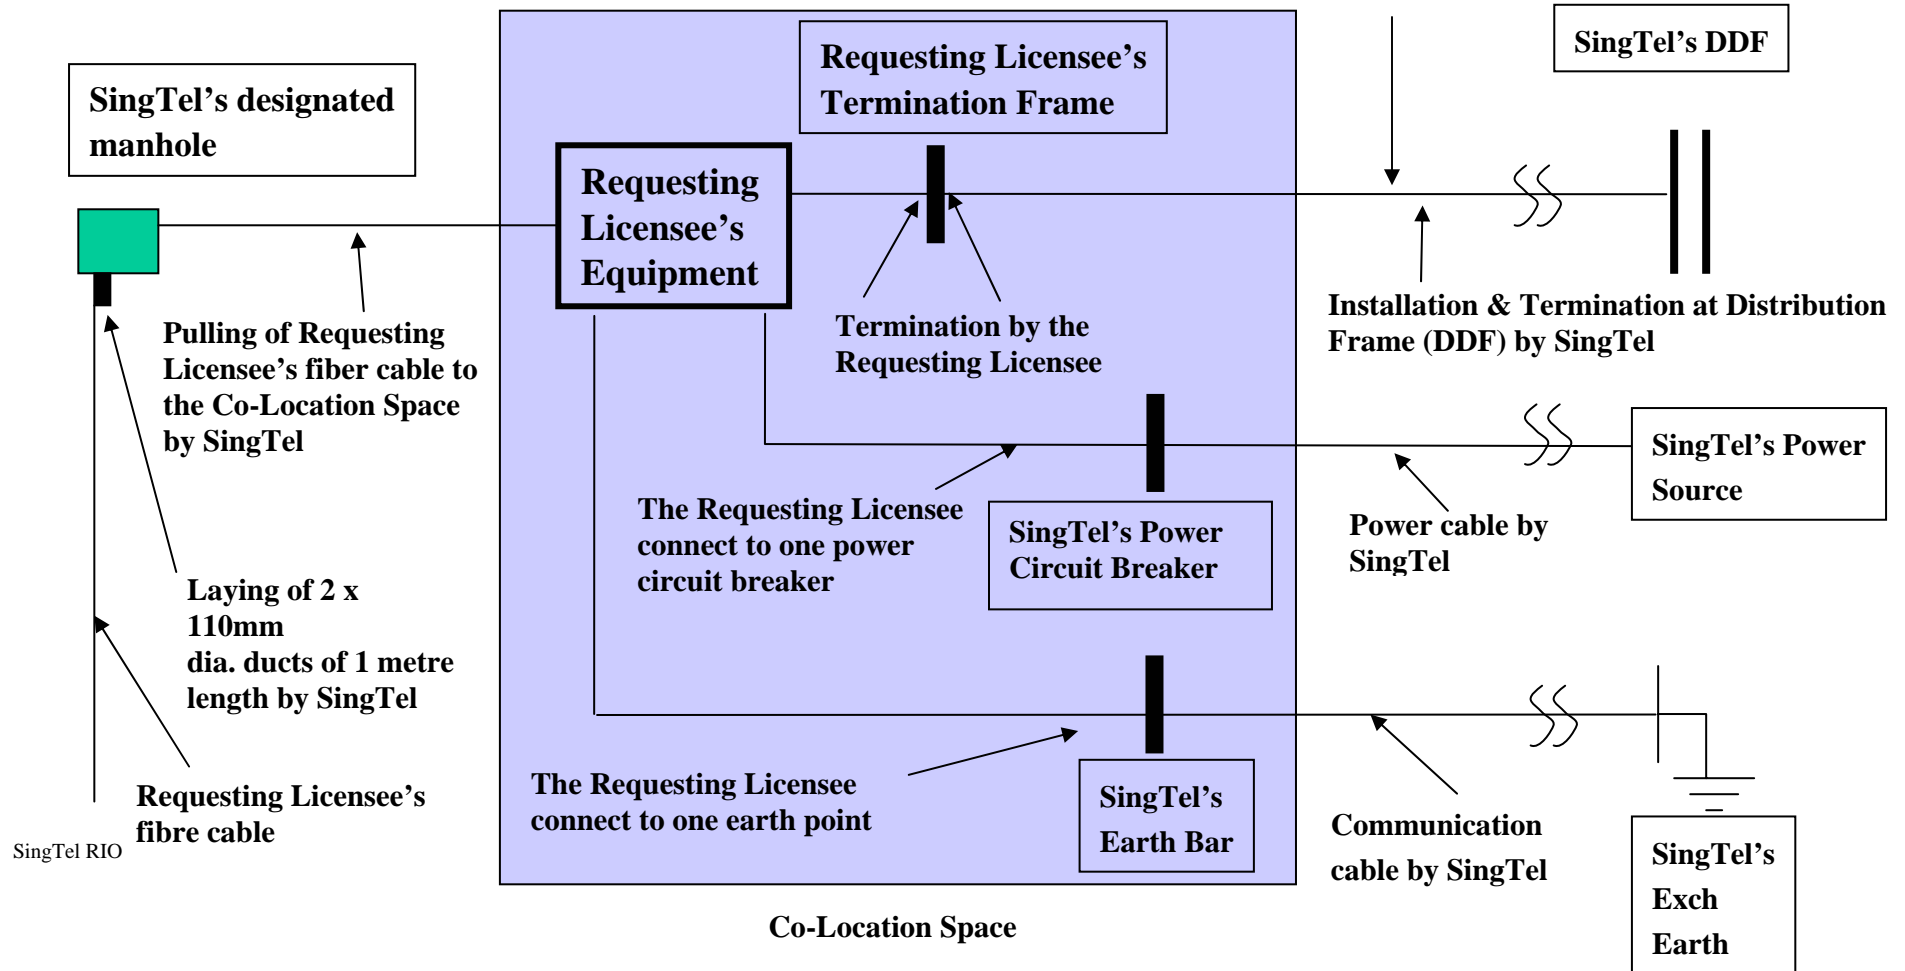 SingTel's designated
manhole
Requesting Licensee's
Termination Frame
SingTel's DDF
Requesting
Licensee's
Equipment
Pulling of Requesting
Licensee's fiber cable to
the Co-Location Space
by SingTel
Termination by the
Requesting Licensee
Installation & Termination at Distribution
Frame (DDF) by SingTel
The Requesting Licensee
connect to one power
circuit breaker
SingTel's Power
Circuit Breaker
Power cable by
SingTel
SingTel's Power
Source
Laying of 2 x
110mm
dia. ducts of 1 metre
length by SingTel
Requesting Licensee's
fibre cable
SingTel RIO
The Requesting Licensee
connect to one earth point
SingTel's
Earth Bar
Communication
cable by SingTel
SingTel's
Exch
Earth
Co-Location Space